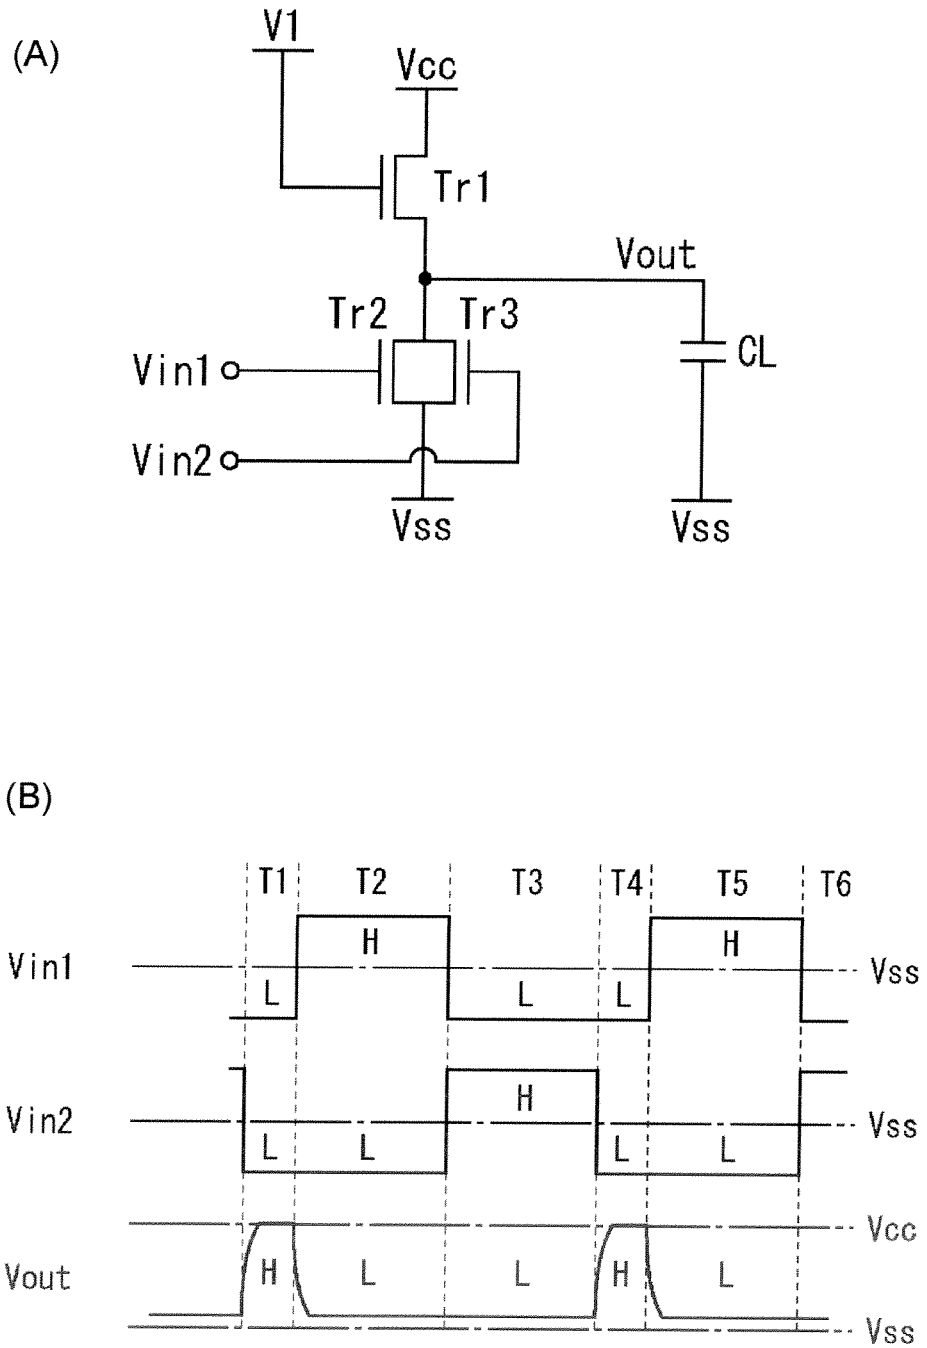 (A)
V1
Vcc
Tr1
Vout
Tr2 Tr3
CL
Vin1
Vin2
Vss Vss
(B)
T1 T2 T3 T4 T5 T6
H H
Vin1 Vss
L L L
H
Vin2 Vss
L L L L
Vcc
Vout H L L H L
Vss